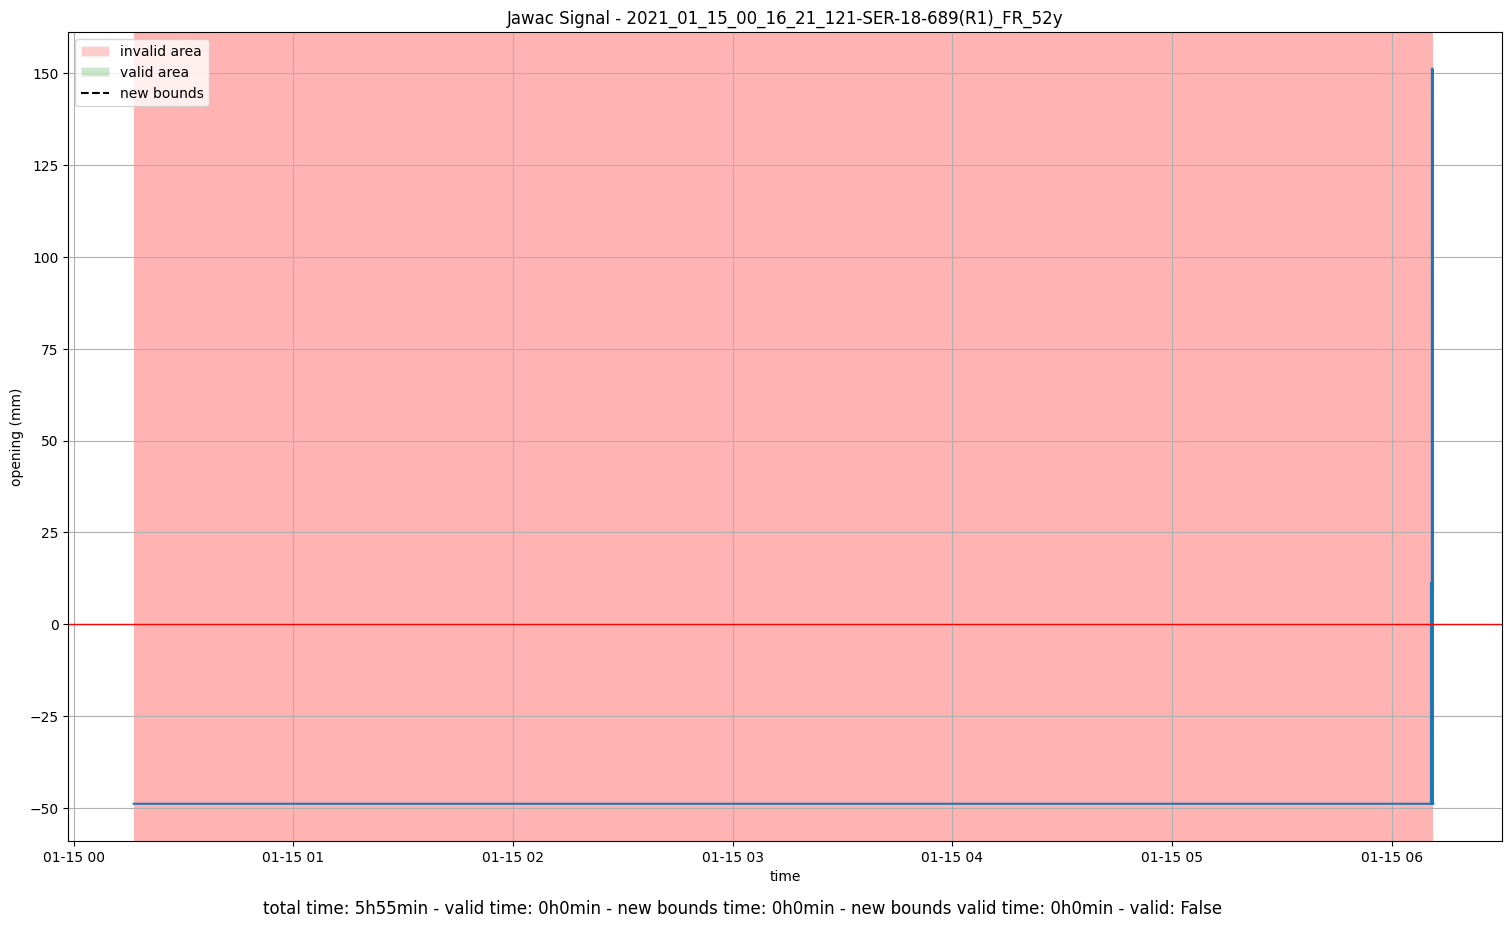 Jawac Signal - 2021_01_15_00_16_21_121-SER-18-689(R1)_FR_52y
invalid area
valid area
new bounds
150
125
100
75
50
25
0
−25
−50
opening (mm)
01-15 00
01-15 01
01-15 02
01-15 03
01-15 04
01-15 05
01-15 06
time
total time: 5h55min - valid time: 0h0min - new bounds time: 0h0min - new bounds valid time: 0h0min - valid: False